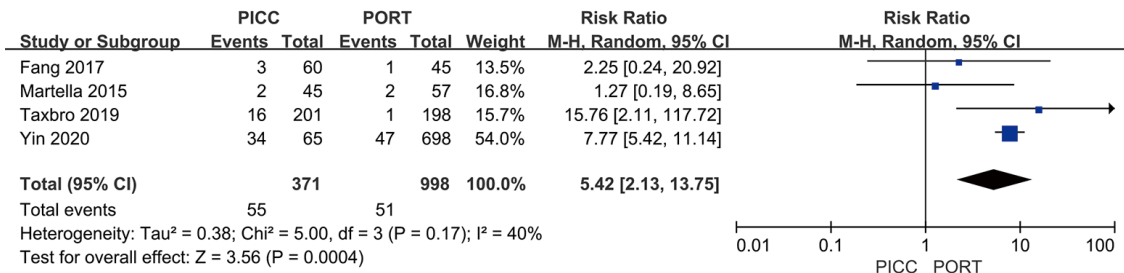 PICC PORT Risk Ratio Risk Ratio
Study or Subgroup Events Total Events Total Weight M-H, Random, 95% CI M-H, Random, 95% CI
Fang 2017 3 60 1 45 13.5% 2.25 [0.24, 20.92]
Martella 2015 2 45 2 57 16.8% 1.27 [0.19, 8.65]
Taxbro 2019 16 201 1 198 15.7% 15.76 [2.11, 117.72]
Yin 2020 34 65 47 698 54.0% 7.77 [5.42, 11.14]
Total (95% CI) 371 998 100.0% 5.42 [2.13, 13.75]
Total events 55 51
Heterogeneity: Tau² = 0.38; Chi² = 5.00, df = 3 (P = 0.17); I² = 40%
Test for overall effect: Z = 3.56 (P = 0.0004)
0.01 0.1 1 10 100
PICC PORT